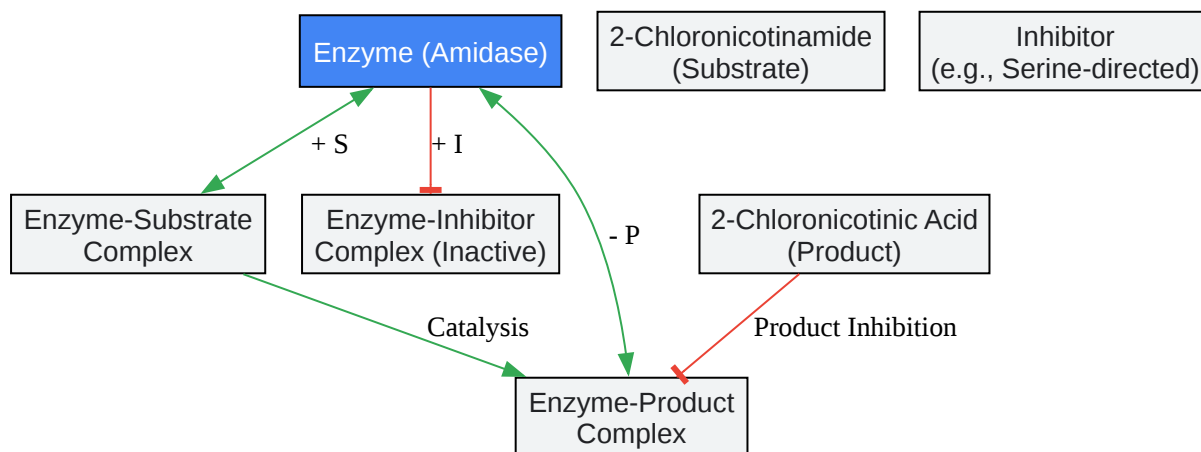 Enzyme (Amidase)
2-Chloronicotinamide
(Substrate)
Inhibitor
(e.g., Serine-directed)
+ S
+ I
Enzyme-Substrate
Complex
Enzyme-Inhibitor
Complex (Inactive)
- P
2-Chloronicotinic Acid
(Product)
Catalysis
Product Inhibition
Enzyme-Product
Complex